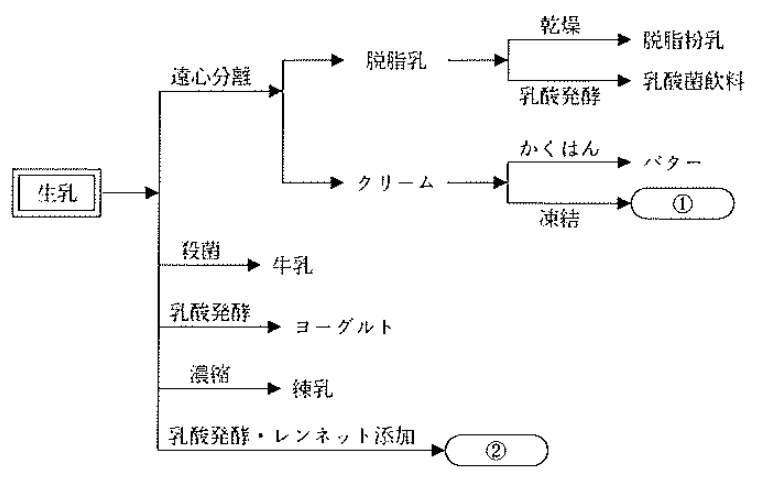 乾燥
脱脂粉乳
遠心分離
脱脂乳
乳酸菌飲料
乳酸発酵
かくはん
バター
クリーム
生乳
①
凍結
殺菌
牛乳
乳酸発酵
ヨーグルト
濃縮
練乳
乳酸発酵・レンネット添加
②